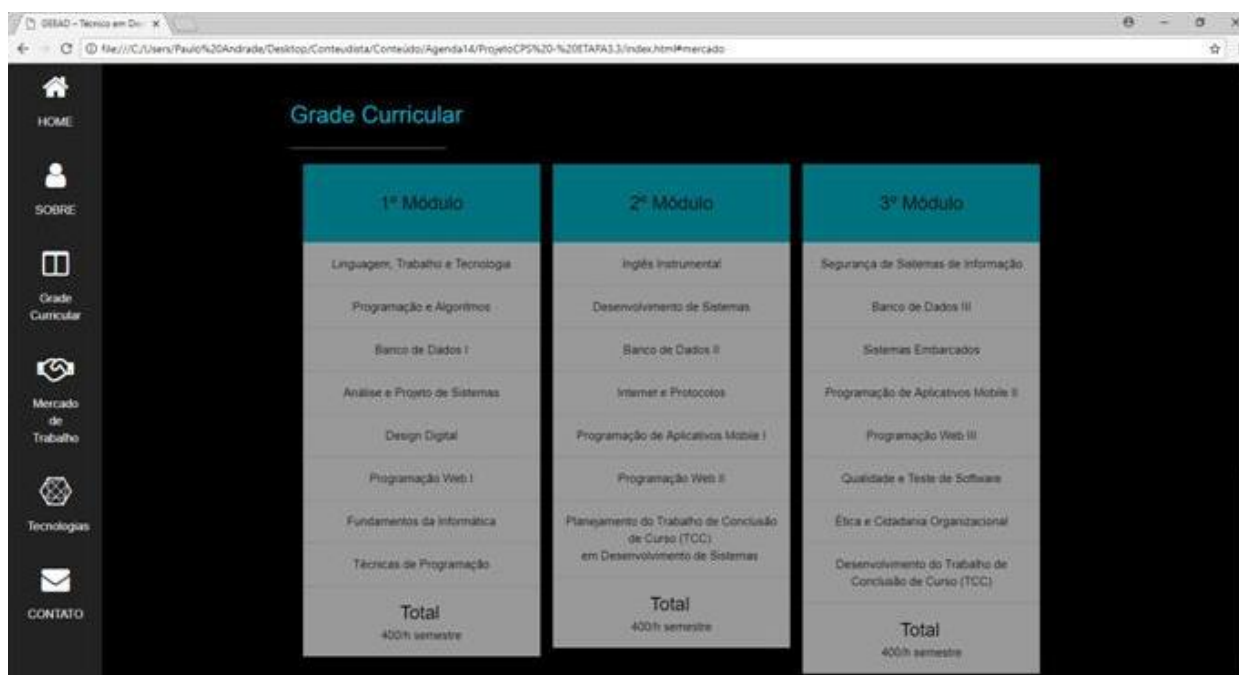 GEEAD - Técnico em De
file:///C:/Users/Paulo%20Andrade/Desktop/Conteudista/Conteúdo/Agenda14/ProjetoCPS%20-%20ETAPA3.3/index.html#mercado
HOME
SOBRE
Grade
Curricular
Mercado
de
Trabalho
Tecnologias
CONTATO
Grade Curricular
1º Módulo
Linguagem, Trabalho e Tecnologia
Programação e Algoritmos
Banco de Dados I
Análise e Projeto de Sistemas
Design Digital
Programação Web I
Fundamentos da Informática
Técnicas de Programação
Total
400/h semestre
2º Módulo
Inglês Instrumental
Desenvolvimento de Sistemas
Banco de Dados II
Internet e Protocolos
Programação de Aplicativos Mobile I
Programação Web II
Planejamento do Trabalho de Conclusão
de Curso (TCC)
em Desenvolvimento de Sistemas
Total
400/h semestre
3º Módulo
Segurança de Sistemas de Informação
Banco de Dados III
Sistemas Embarcados
Programação de Aplicativos Mobile II
Programação Web III
Qualidade e Teste de Software
Ética e Cidadania Organizacional
Desenvolvimento do Trabalho de
Conclusão de Curso (TCC)
Total
400/h semestre